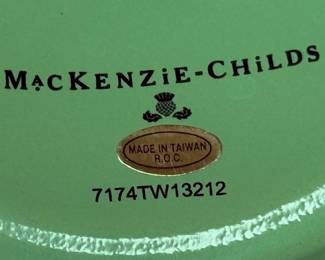 MACKENZiE-CHiLDS
MADE IN TAIWAN
R.O.C.
7174TW13212